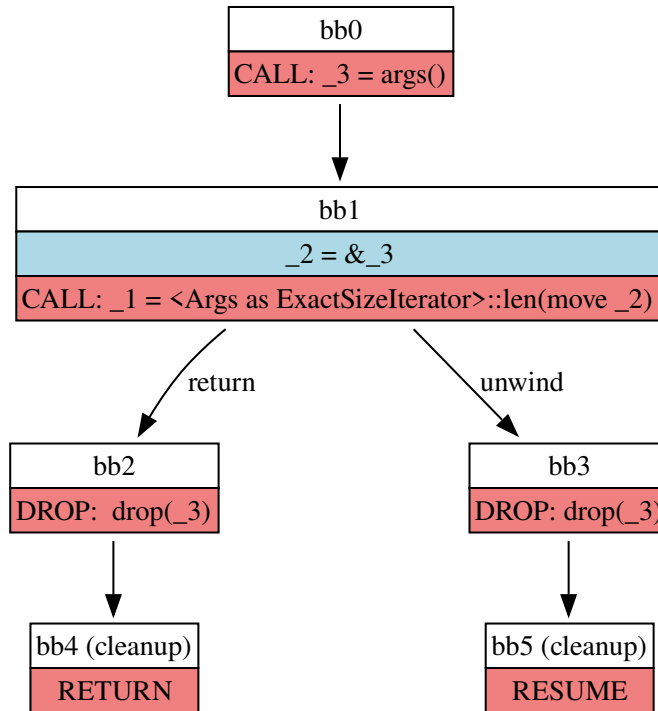 bb0
CALL: _3 = args()
bb1
_2 = &_3
CALL: _1 = <Args as ExactSizeIterator>::len(move _2)
return
unwind
bb2
DROP:  drop(_3)
bb3
DROP: drop(_3)
bb4 (cleanup)
RETURN
bb5 (cleanup)
RESUME